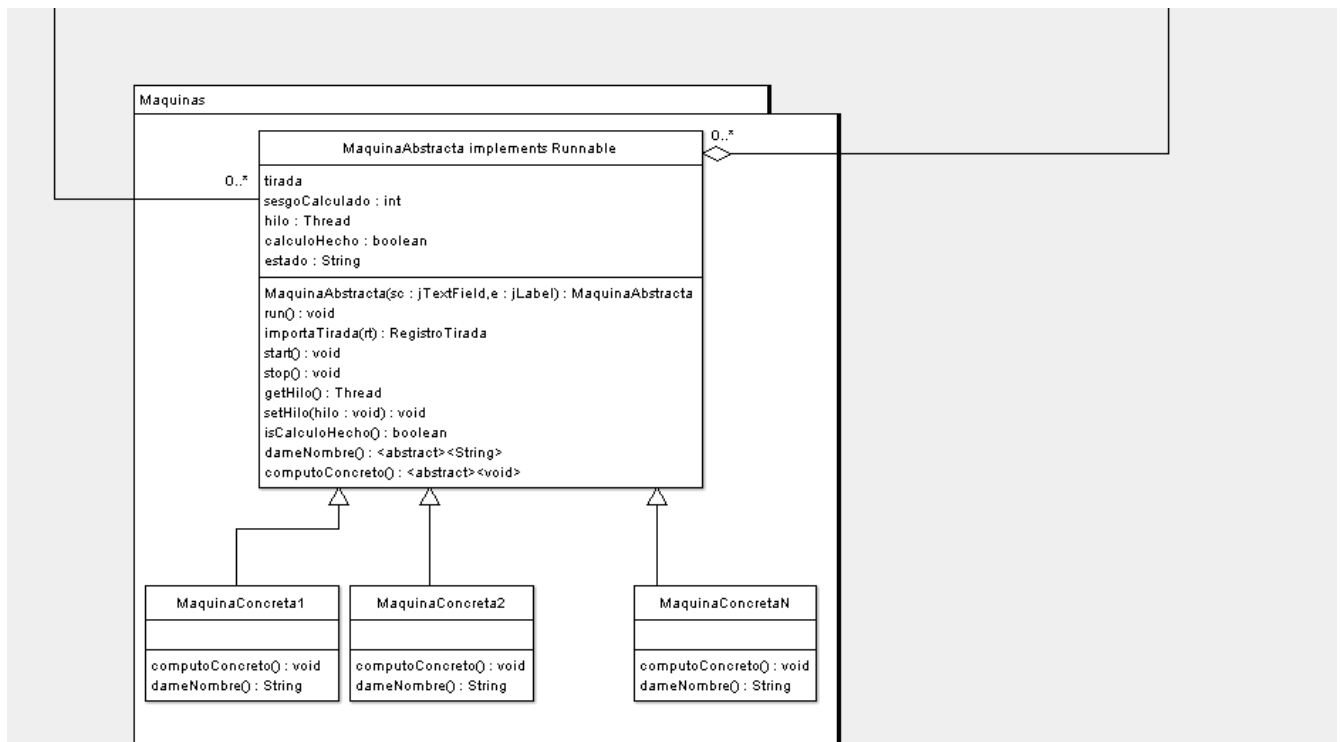 Maquinas
MaquinaAbstracta implements Runnable
0..*
0..*
tirada
sesgoCalculado : int
hilo : Thread
calculoHecho : boolean
estado : String
MaquinaAbstracta(sc : jTextField,e : jLabel) : MaquinaAbstracta
run() : void
importaTirada(rt) : RegistroTirada
start() : void
stop() : void
getHilo() : Thread
setHilo(hilo : void) : void
isCalculoHecho() : boolean
dameNombre() : <abstract><String>
computoConcreto() : <abstract><void>
MaquinaConcreta1
computoConcreto() : void
dameNombre() : String
MaquinaConcreta2
computoConcreto() : void
dameNombre() : String
MaquinaConcretaN
computoConcreto() : void
dameNombre() : String